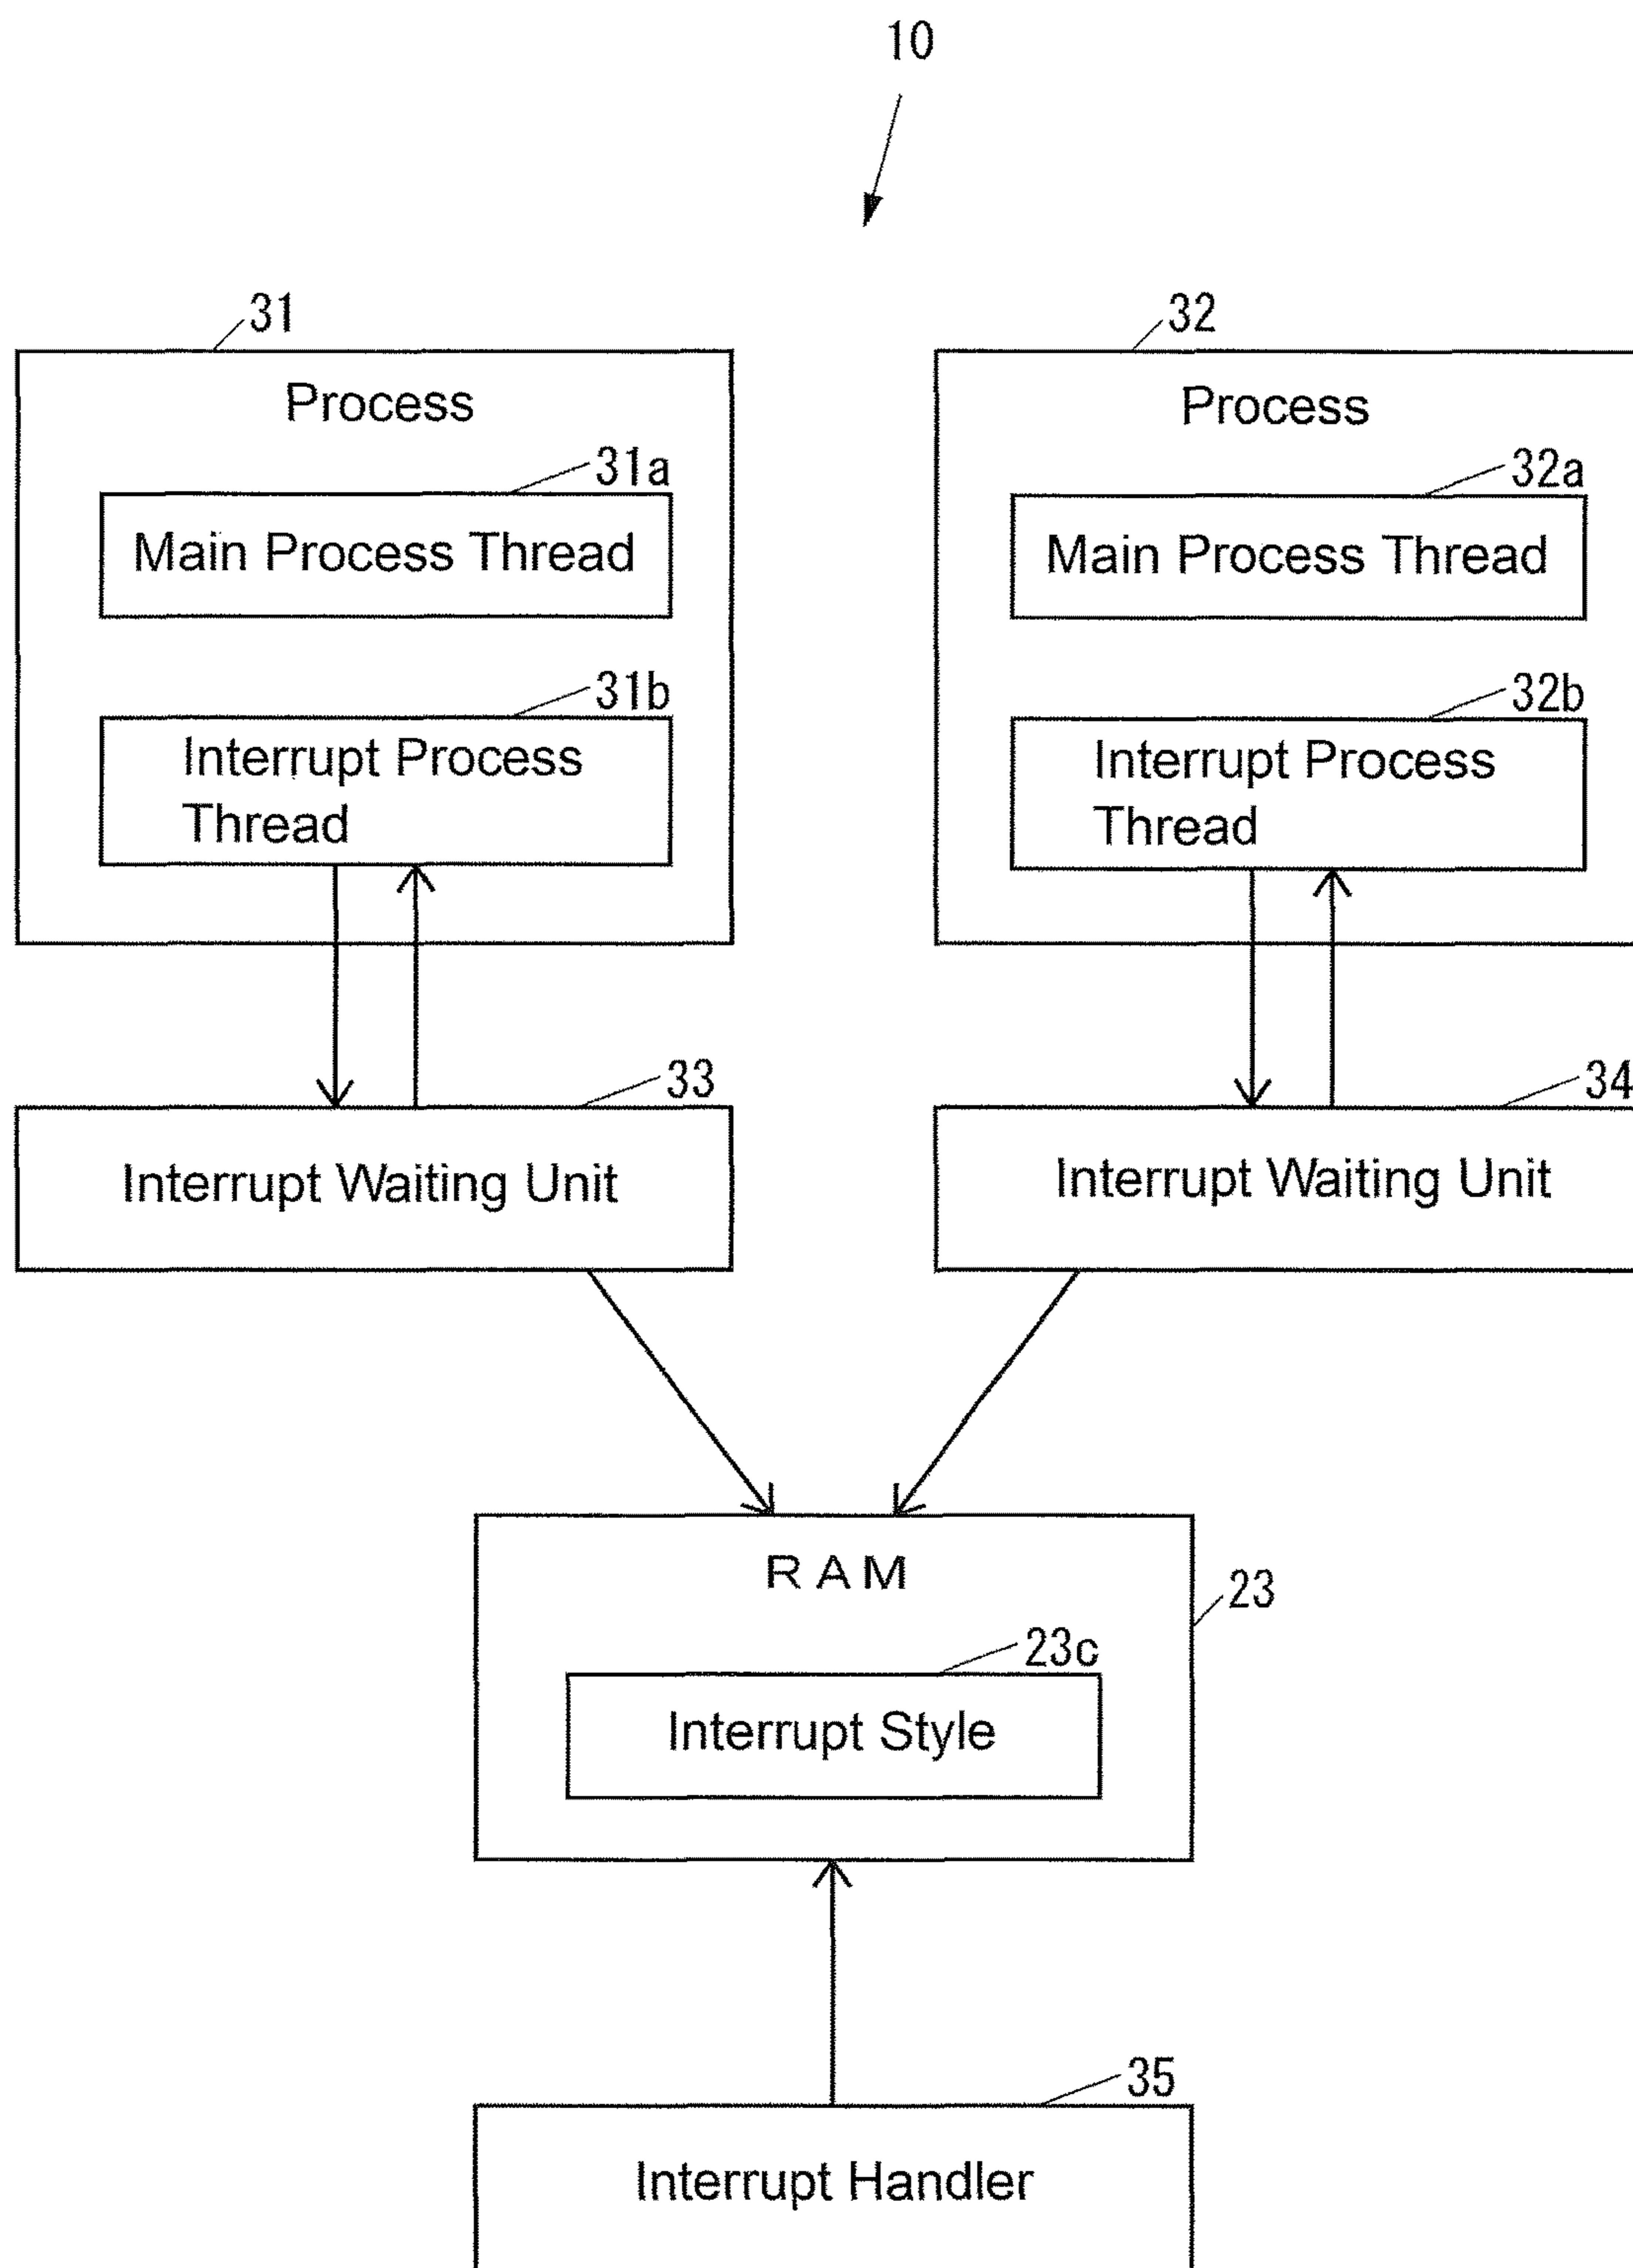 10
31
Process
31a
Main Process Thread
31b
Interrupt Process
Thread
32
Process
32a
Main Process Thread
32b
Interrupt Process
Thread
33
Interrupt Waiting Unit
34
Interrupt Waiting Unit
RAM
23
23c
Interrupt Style
35
Interrupt Handler